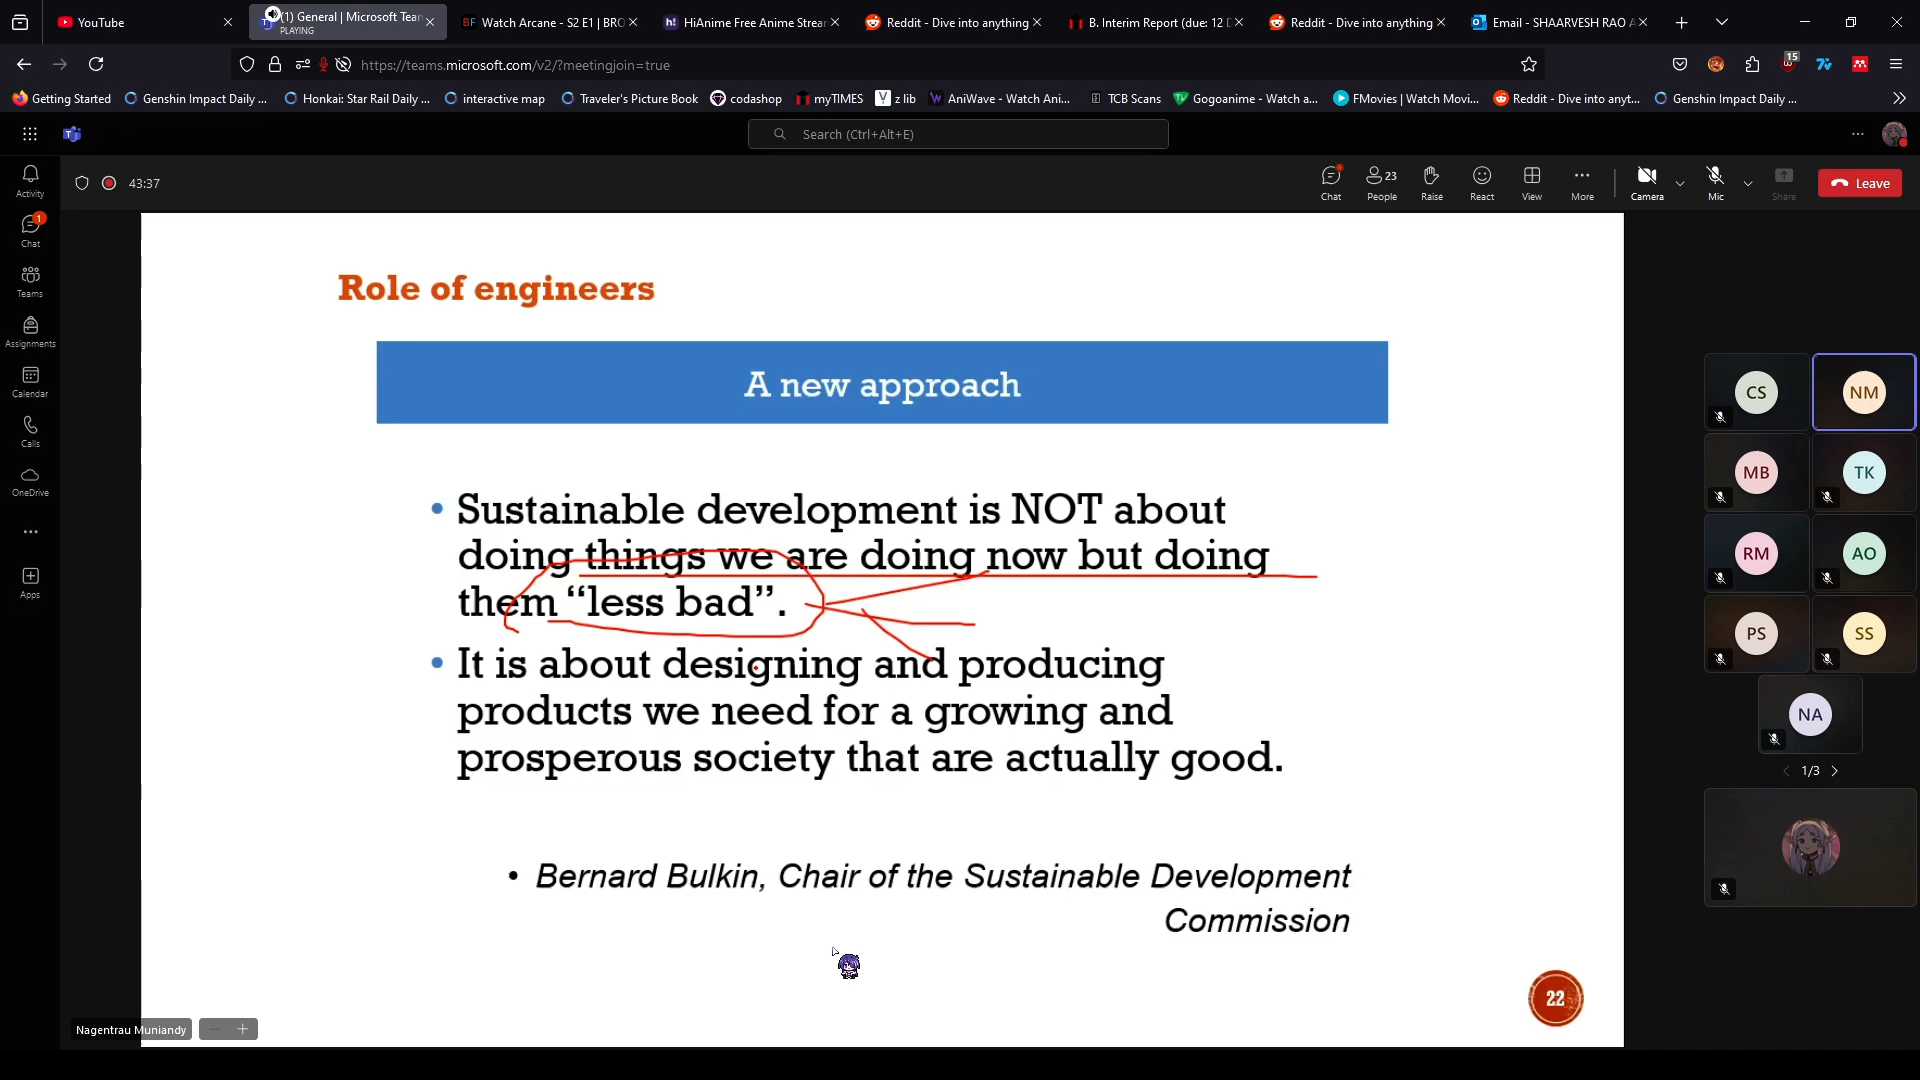 YouTube
(1) General | Microsoft Tean
PLAYING
BF Watch Arcane - S2 E1 | BRO
h! HiAnime Free Anime Strear
Reddit - Dive into anything
B. Interim Report (due: 12 D
Reddit - Dive into anything
Email - SHAARVESH RAO A
https://teams.microsoft.com/v2/?meetingjoin=true
15
Getting Started
Genshin Impact Daily ...
Honkai: Star Rail Daily ...
interactive map
Traveler's Picture Book
codashop
myTIMES
z lib
AniWave - Watch Ani...
TCB Scans
Gogoanime - Watch a...
FMovies | Watch Movi...
Reddit - Dive into anyt...
Genshin Impact Daily ...
Search (Ctrl+Alt+E)
43:37
Chat
23
People
Raise
React
View
More
Camera
Mic
Share
Leave
Activity
1
Chat
Teams
Assignments
Calendar
Calls
OneDrive
Apps
Role of engineers
A new approach
• Sustainable development is NOT about
doing things we are doing now but doing
them “less bad”.
• It is about designing and producing
products we need for a growing and
prosperous society that are actually good.
• Bernard Bulkin, Chair of the Sustainable Development
Commission
22
Nagentrau Muniandy
CS
NM
MB
TK
RM
AO
PS
SS
NA
1/3